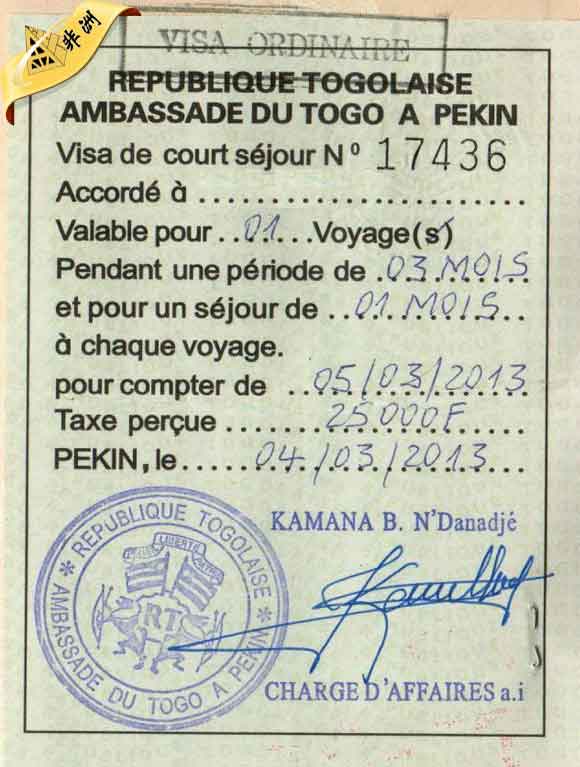 非洲
VISA ORDINAIRE
REPUBLIQUE TOGOLAISE
AMBASSADE DU TOGO A PEKIN
Visa de court séjour Nº 17436
Accordé à ........................
Valable pour ..01...Voyage(s)
Pendant une période de .03 MOIS
et pour un séjour de ..01 MOIS..
à chaque voyage.
pour compter de ...05/03/2013
Taxe perçue ........25.000F......
PEKIN, le......04/03/2013...
KAMANA B. N'Danadjé
CHARGE D'AFFAIRES a.i
* REPUBLIQUE TOGOLAISE *
AMBASSADE DU TOGO A PEKIN
LIBERTE
RT